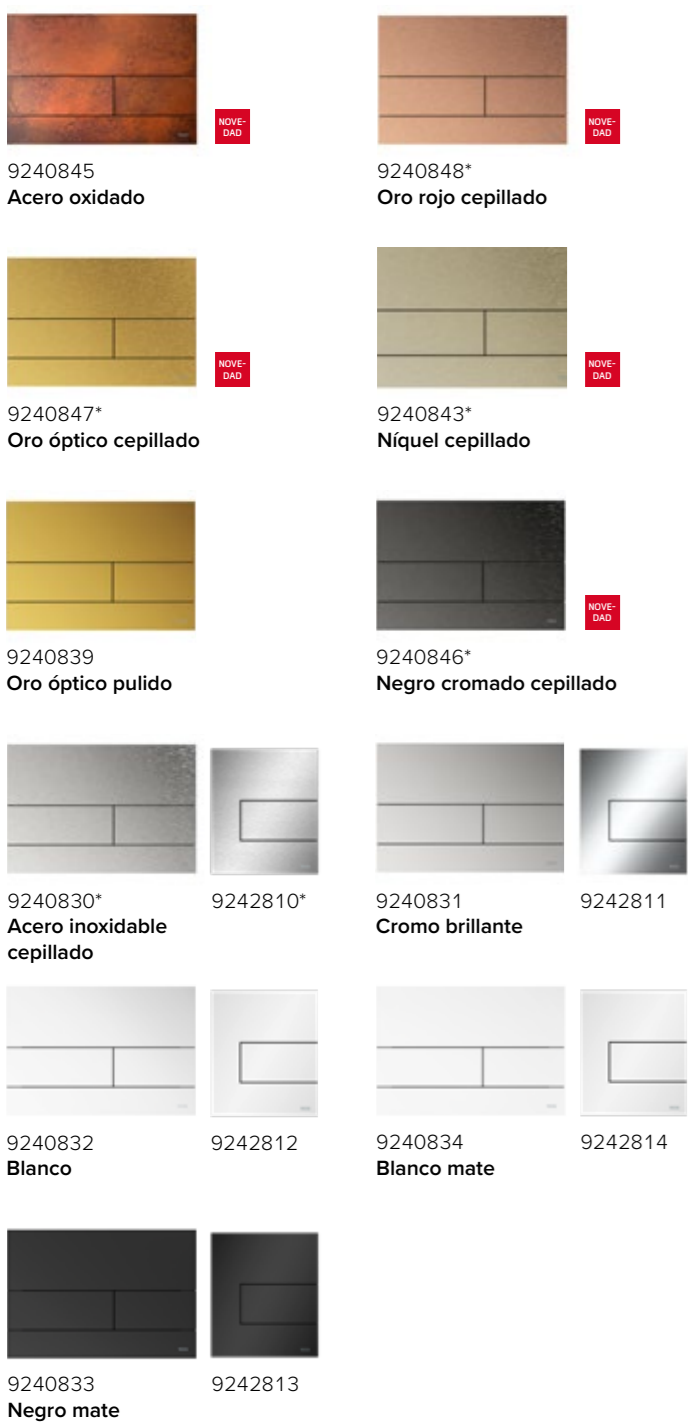 NOVE-
DAD
NOVE-
DAD
9240845
Acero oxidado
9240848*
Oro rojo cepillado
NOVE-
DAD
NOVE-
DAD
9240847*
Oro óptico cepillado
9240843*
Níquel cepillado
NOVE-
DAD
9240839
Oro óptico pulido
9240846*
Negro cromado cepillado
9240830*
Acero inoxidable
cepillado
9242810*
9240831
Cromo brillante
9242811
9240832
Blanco
9242812
9240834
Blanco mate
9242814
9240833
Negro mate
9242813